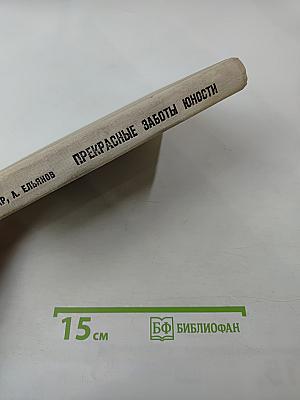 А. ЕЛЬЯНОВ ПРЕКРАСНЫЕ ЗАБОТЫ ЮНОСТИ
15 см БФ БИБЛИОФАН